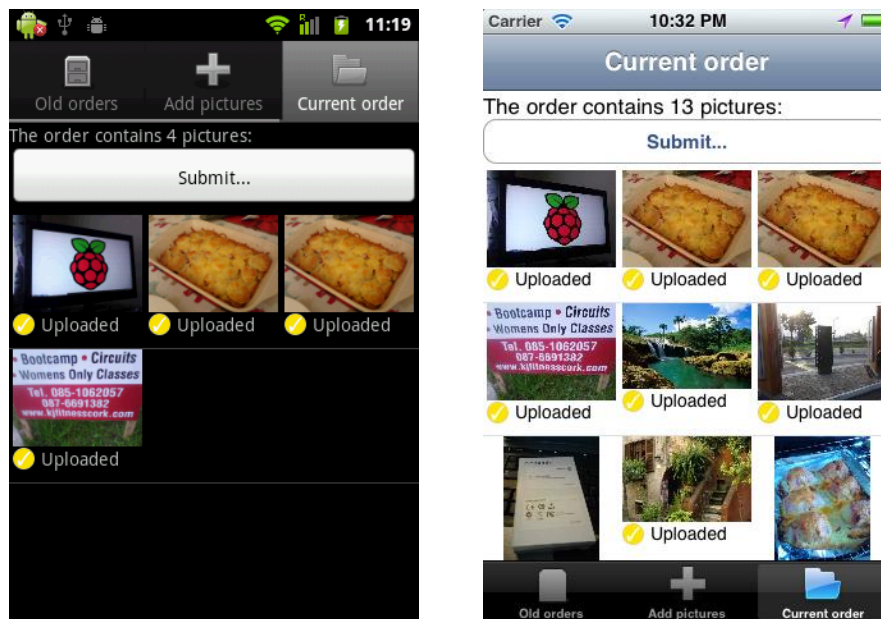 11:19
Old orders
Add pictures
Current order
The order contains 4 pictures:
Submit...
Uploaded
Uploaded
Uploaded
• Bootcamp • Circuits
• Womens Only Classes
Tel. 085-1062057
087-6691382
www.kjfitnesscork.com
Uploaded
Carrier
10:32 PM
Current order
The order contains 13 pictures:
Submit...
Uploaded
Uploaded
Uploaded
• Bootcamp • Circuits
• Womens Only Classes
Tel. 085-1062057
087-6691382
www.kjfitnesscork.com
Uploaded
Uploaded
Uploaded
Uploaded
Old orders
Add pictures
Current order